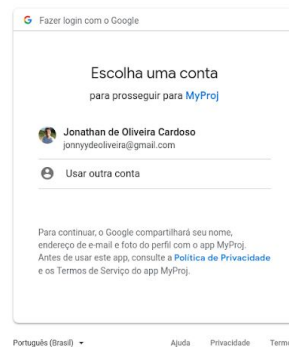 Fazer login com o Google
Escolha uma conta
para prosseguir para MyProj
Jonathan de Oliveira Cardoso
jonnyydeoliveira@gmail.com
Usar outra conta
Para continuar, o Google compartilhará seu nome,
endereço de e-mail e foto do perfil com o app MyProj.
Antes de usar este app, consulte a Política de Privacidade
e os Termos de Serviço do app MyProj.
Português (Brasil) Ajuda Privacidade Termo